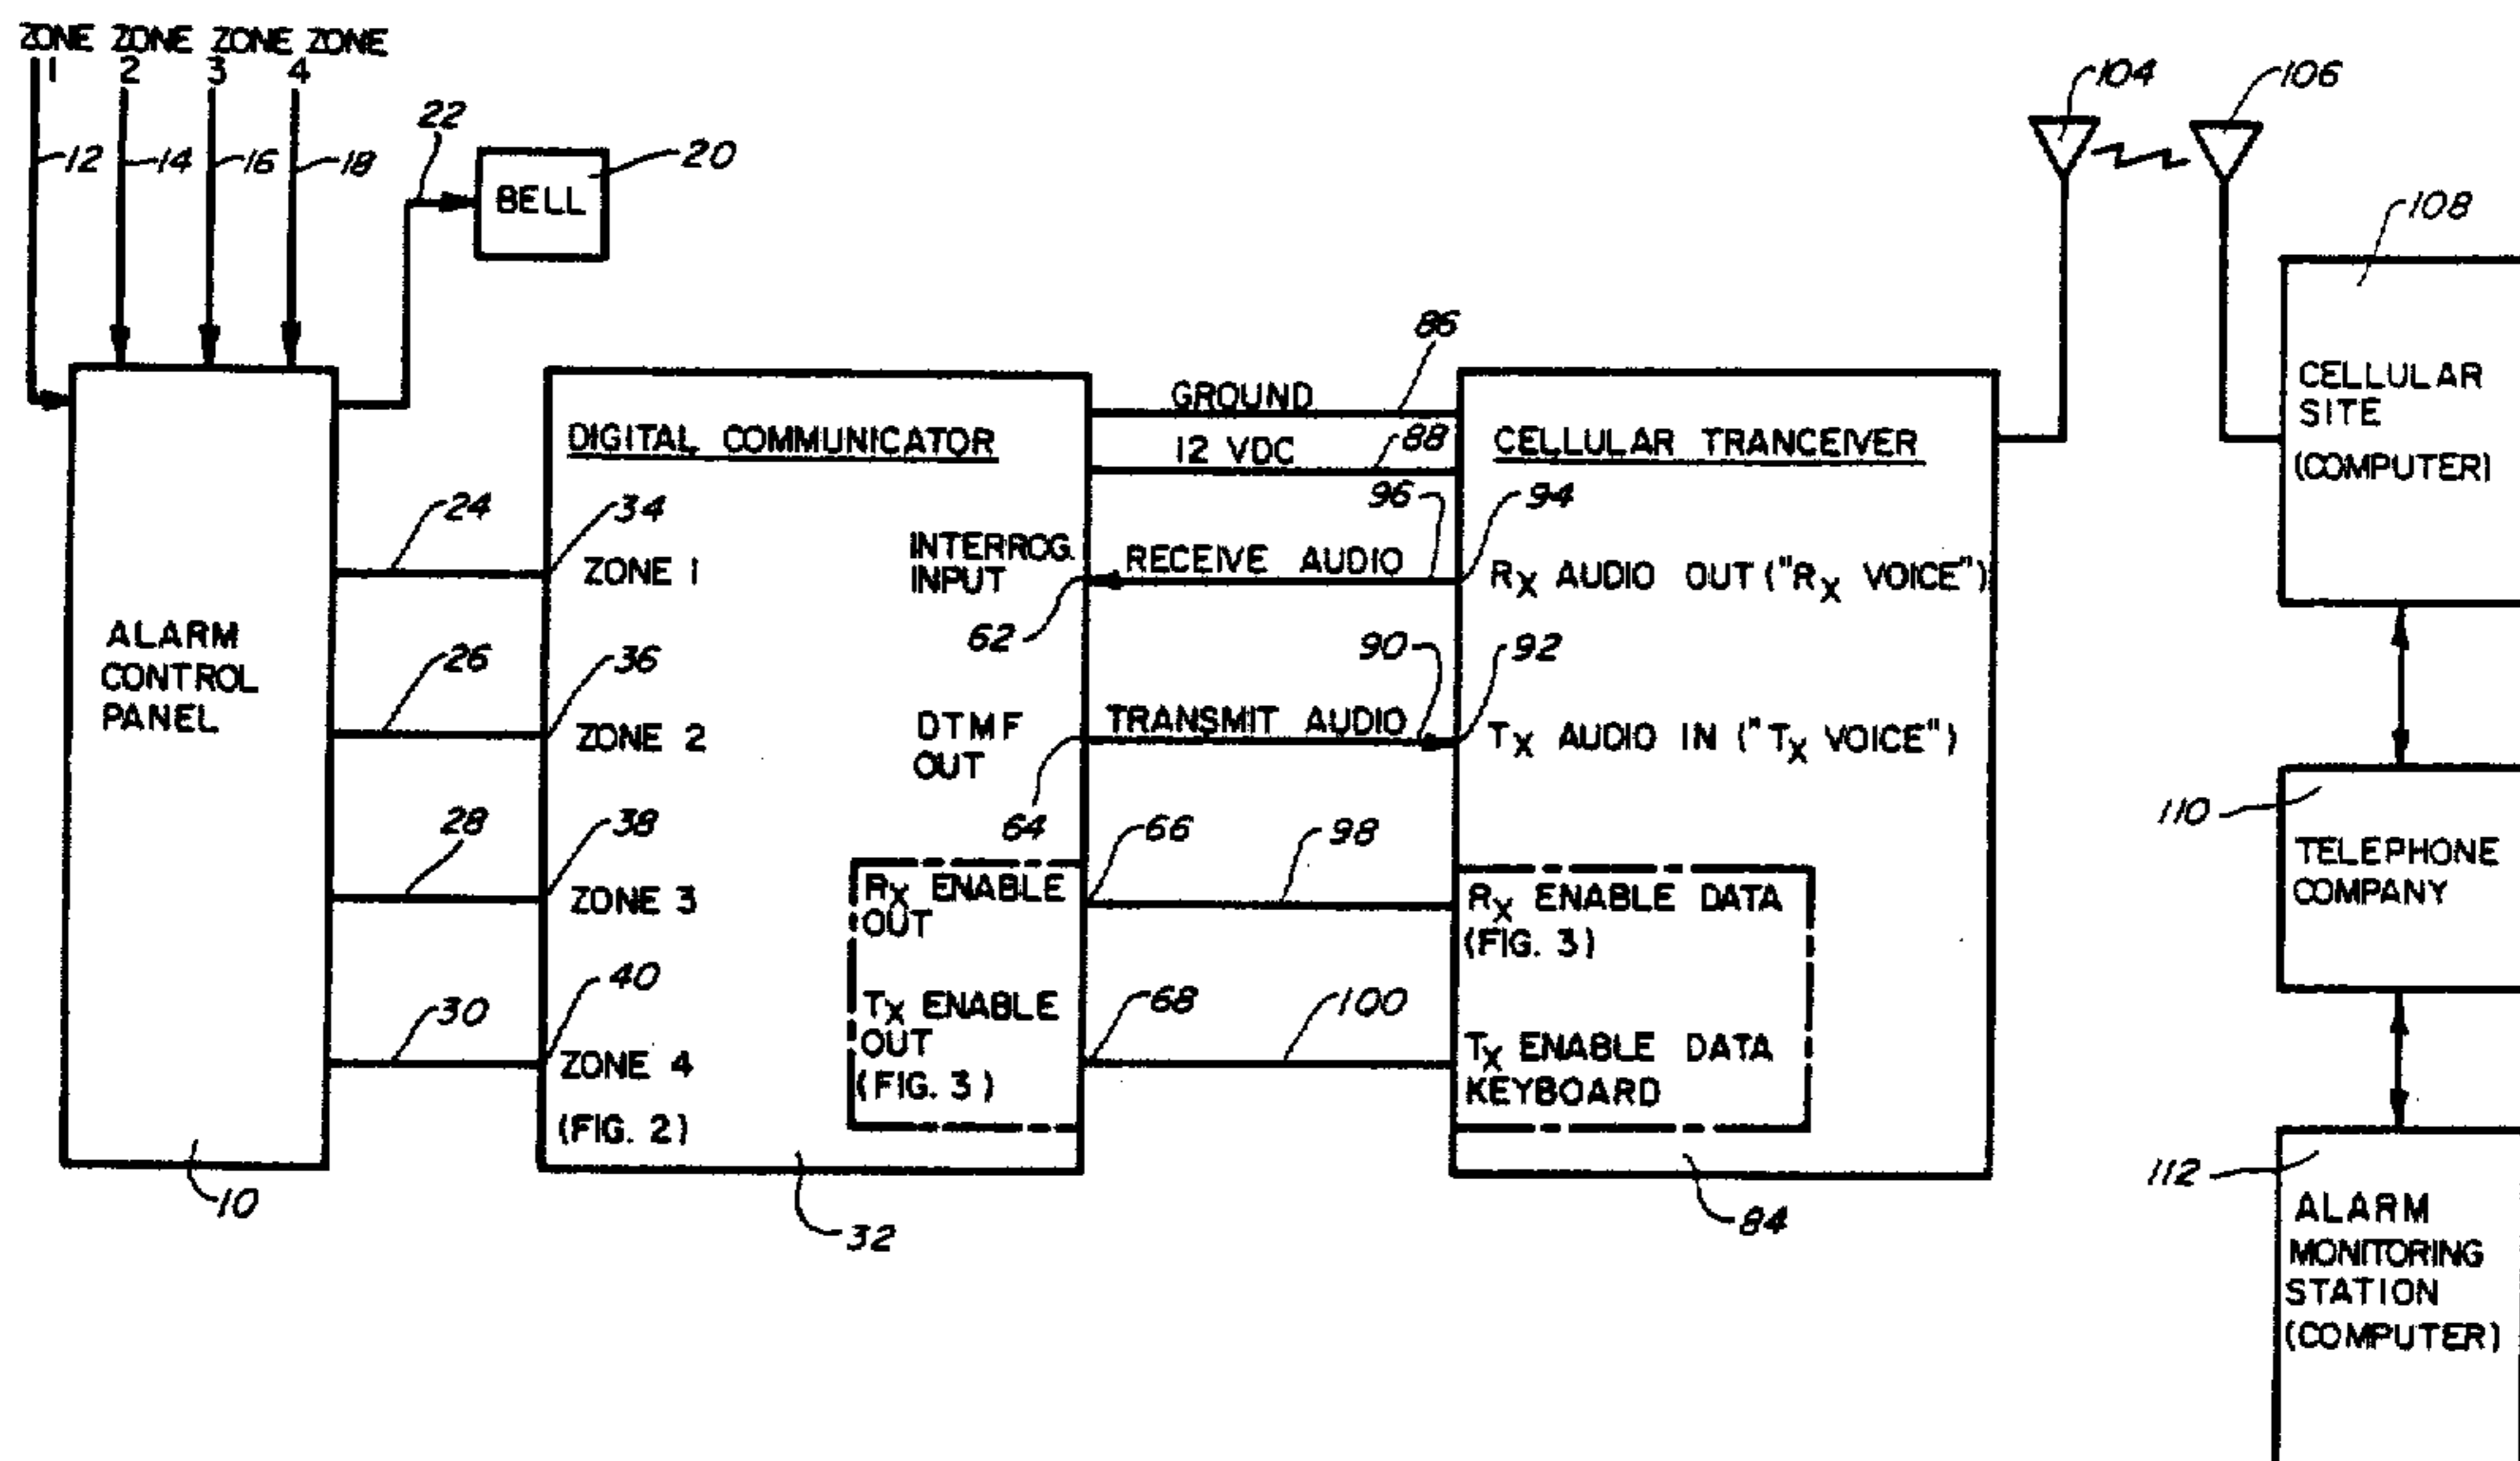 ZONE ZONE ZONE ZONE
1 2 3 4
12 14 16 18
22
BELL
20
104
106
108
CELLULAR
SITE
(COMPUTER)
ALARM
CONTROL
PANEL
10
24
26
28
30
DIGITAL COMMUNICATOR
34
ZONE 1
36
ZONE 2
38
ZONE 3
40
ZONE 4
(FIG. 2)
INTERROG.
INPUT
62
DTMF
OUT
64
RX ENABLE
OUT
TX ENABLE
OUT
(FIG. 3)
66
68
32
86
GROUND
12 VDC
88
96
94
RECEIVE AUDIO
90
92
TRANSMIT AUDIO
98
100
CELLULAR TRANCEIVER
RX AUDIO OUT ("RX VOICE")
TX AUDIO IN ("TX VOICE")
RX ENABLE DATA
(FIG. 3)
TX ENABLE DATA
KEYBOARD
84
110
TELEPHONE
COMPANY
112
ALARM
MONITORING
STATION
(COMPUTER)